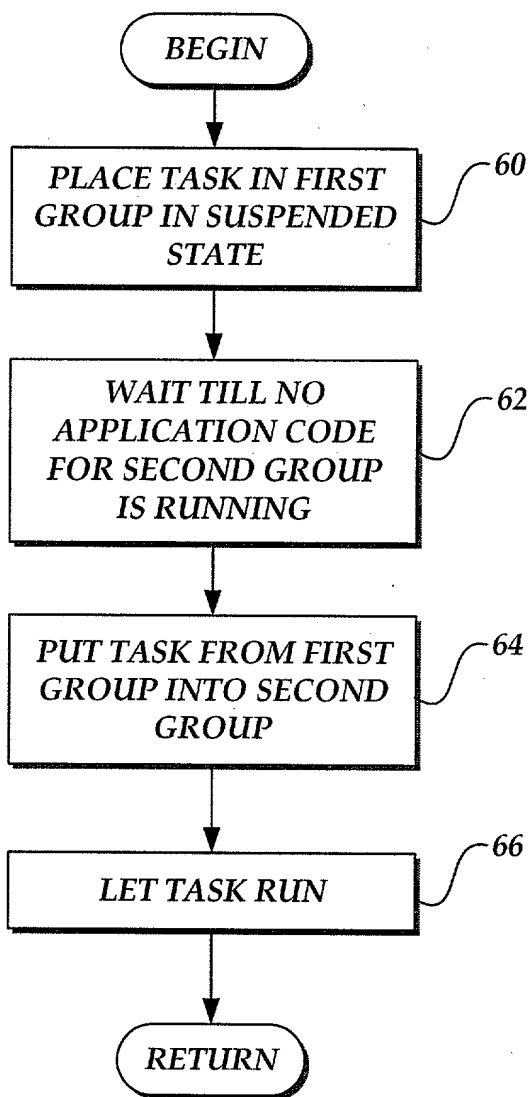 BEGIN
PLACE TASK IN FIRST
GROUP IN SUSPENDED
STATE
60
WAIT TILL NO
APPLICATION CODE
FOR SECOND GROUP
IS RUNNING
62
PUT TASK FROM FIRST
GROUP INTO SECOND
GROUP
64
LET TASK RUN
66
RETURN